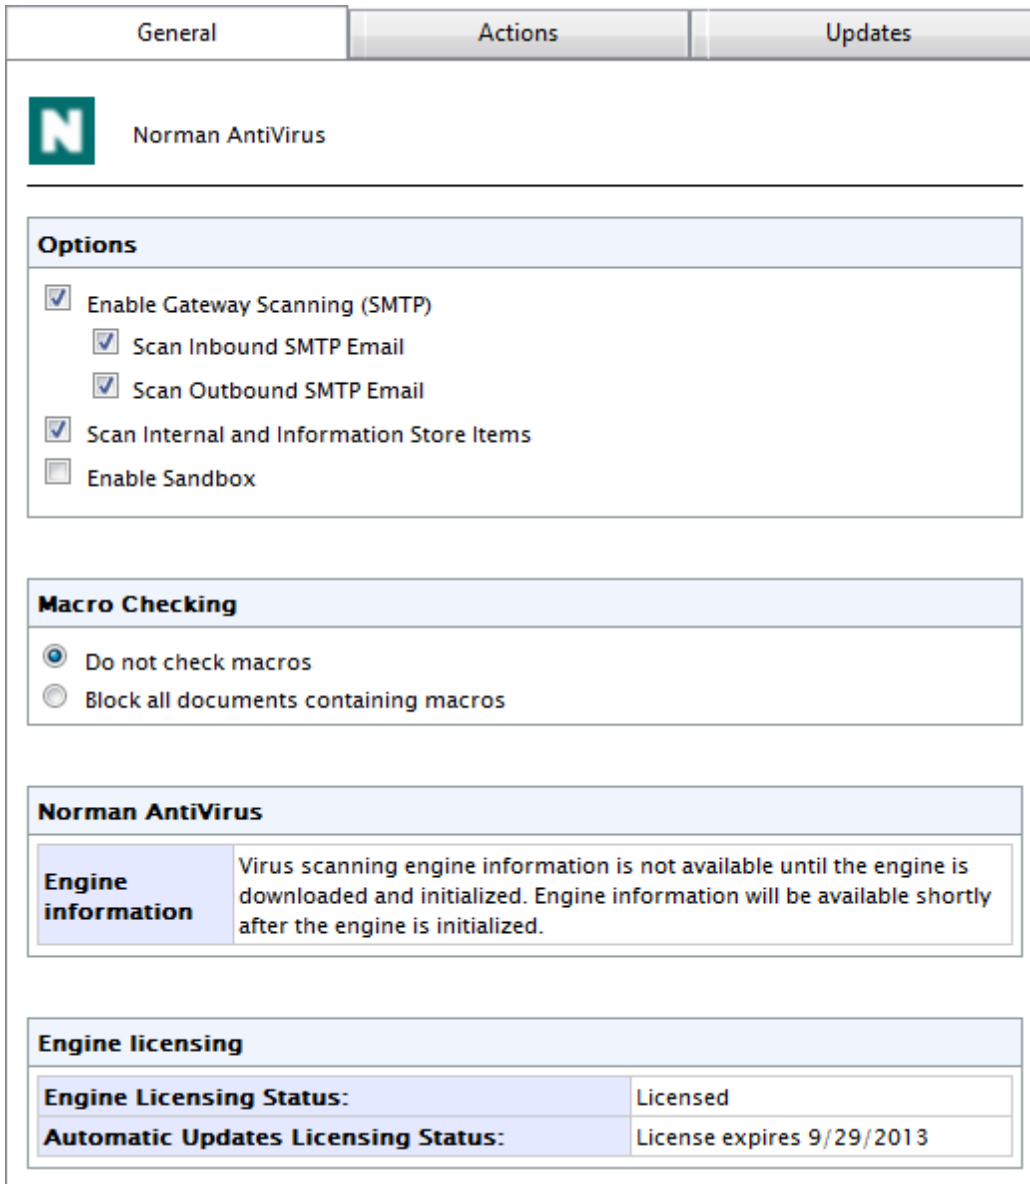 General
Actions
Updates
N
Norman AntiVirus
Options
Enable Gateway Scanning (SMTP)
Scan Inbound SMTP Email
Scan Outbound SMTP Email
Scan Internal and Information Store Items
Enable Sandbox
Macro Checking
Do not check macros
Block all documents containing macros
Norman AntiVirus
Engine information
Virus scanning engine information is not available until the engine is
downloaded and initialized. Engine information will be available shortly
after the engine is initialized.
Engine licensing
Engine Licensing Status: Licensed
Automatic Updates Licensing Status: License expires 9/29/2013